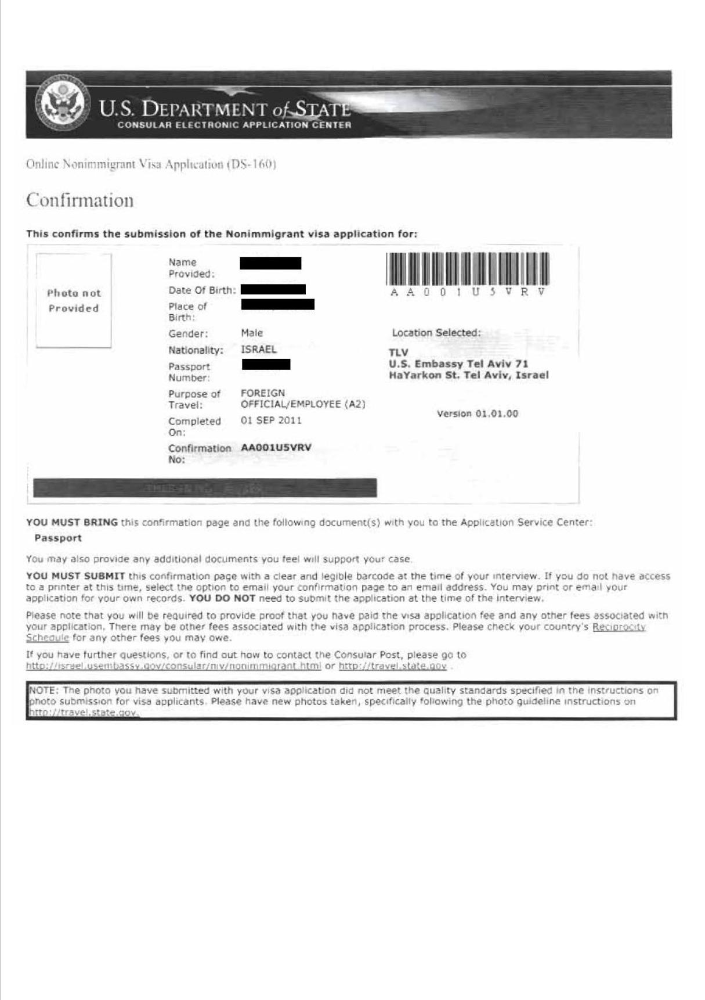 U.S. DEPARTMENT of STATE
CONSULAR ELECTRONIC APPLICATION CENTER
Online Nonimmigrant Visa Application (DS-160)
Confirmation
This confirms the submission of the Nonimmigrant visa application for:
Photo not
Provided
Name
Provided:
Date Of Birth:
Place of
Birth:
Gender: Male
Nationality: ISRAEL
Passport
Number:
Purpose of FOREIGN
Travel: OFFICIAL/EMPLOYEE (A2)
Completed 01 SEP 2011
On:
Confirmation AA001U5VRV
No:
A A 0 0 1 U 5 V R V
Location Selected:
TLV
U.S. Embassy Tel Aviv 71
HaYarkon St. Tel Aviv, Israel
Version 01.01.00
YOU MUST BRING this confirmation page and the following document(s) with you to the Application Service Center:
Passport
You may also provide any additional documents you feel will support your case.
YOU MUST SUBMIT this confirmation page with a clear and legible barcode at the time of your interview. If you do not have access
to a printer at this time, select the option to email your confirmation page to an email address. You may print or email your
application for your own records. YOU DO NOT need to submit the application at the time of the interview.
Please note that you will be required to provide proof that you have paid the visa application fee and any other fees associated with
your application. There may be other fees associated with the visa application process. Please check your country's Reciprocity
Schedule for any other fees you may owe.
If you have further questions, or to find out how to contact the Consular Post, please go to
http://israel.usembassy.gov/consular/niv/nonimmigrant.html or http://travel.state.gov .
NOTE: The photo you have submitted with your visa application did not meet the quality standards specified in the instructions on
photo submission for visa applicants. Please have new photos taken, specifically following the photo guideline instructions on
http://travel.state.gov.